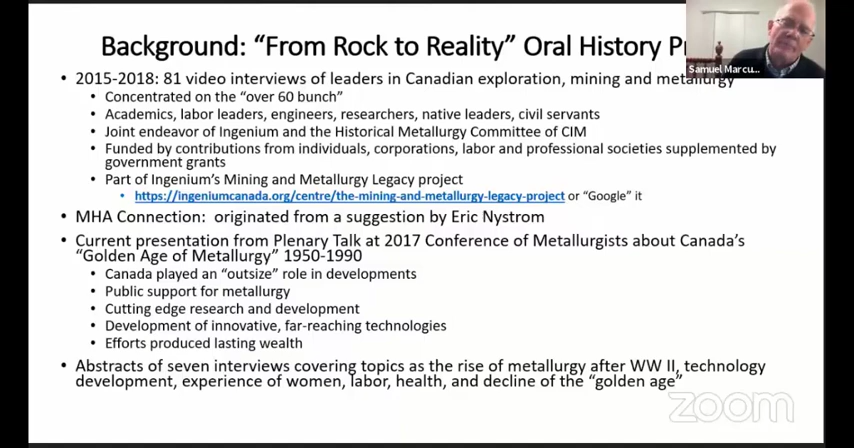 Background: “From Rock to Reality” Oral History Pr
Samuel Marcu...
• 2015-2018: 81 video interviews of leaders in Canadian exploration, mining and metallurgy
• Concentrated on the “over 60 bunch”
• Academics, labor leaders, engineers, researchers, native leaders, civil servants
• Joint endeavor of Ingenium and the Historical Metallurgy Committee of CIM
• Funded by contributions from individuals, corporations, labor and professional societies supplemented by
government grants
• Part of Ingenium’s Mining and Metallurgy Legacy project
• https://ingeniumcanada.org/centre/the-mining-and-metallurgy-legacy-project or “Google” it
• MHA Connection: originated from a suggestion by Eric Nystrom
• Current presentation from Plenary Talk at 2017 Conference of Metallurgists about Canada’s
“Golden Age of Metallurgy” 1950-1990
• Canada played an “outsize” role in developments
• Public support for metallurgy
• Cutting edge research and development
• Development of innovative, far-reaching technologies
• Efforts produced lasting wealth
• Abstracts of seven interviews covering topics as the rise of metallurgy after WW II, technology
development, experience of women, labor, health, and decline of the “golden age”
zoom